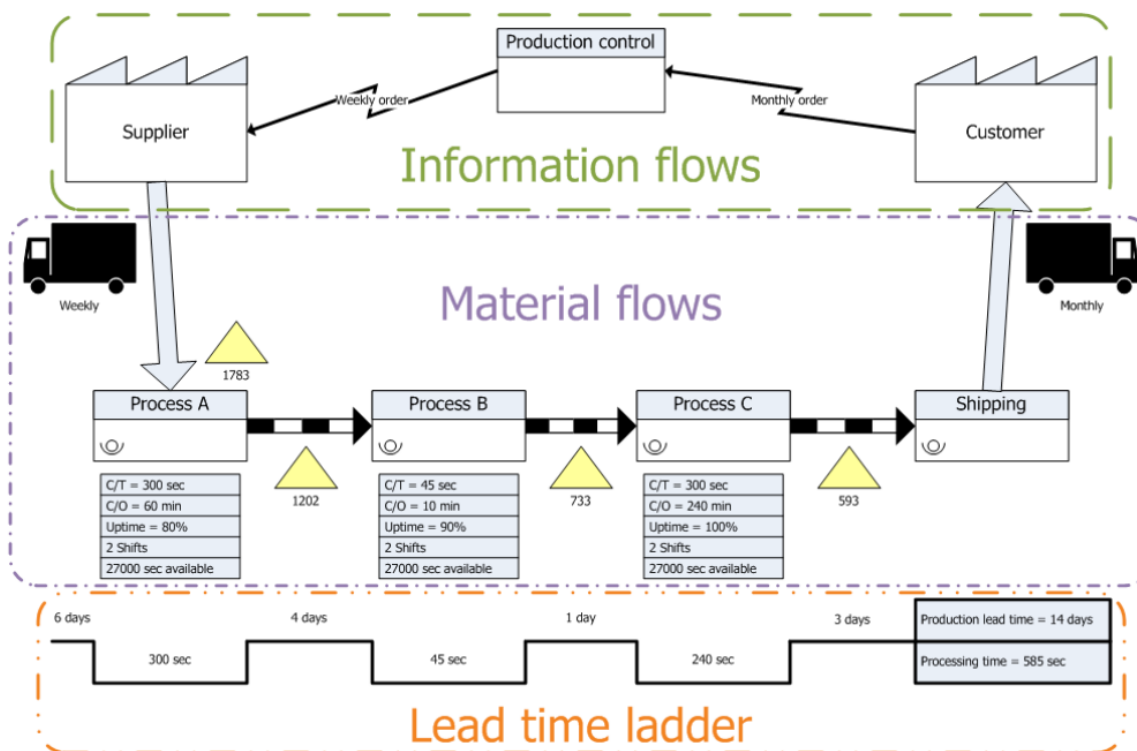 Production control
Supplier
Weekly order
Monthly order
Customer
Information flows
Weekly
Material flows
Monthly
1783
Process A
Process B
Process C
Shipping
1202
733
593
C/T = 300 sec
C/O = 60 min
Uptime = 80%
2 Shifts
27000 sec available
C/T = 45 sec
C/O = 10 min
Uptime = 90%
2 Shifts
27000 sec available
C/T = 300 sec
C/O = 240 min
Uptime = 100%
2 Shifts
27000 sec available
6 days
4 days
1 day
3 days
Production lead time = 14 days
300 sec
45 sec
240 sec
Processing time = 585 sec
Lead time ladder